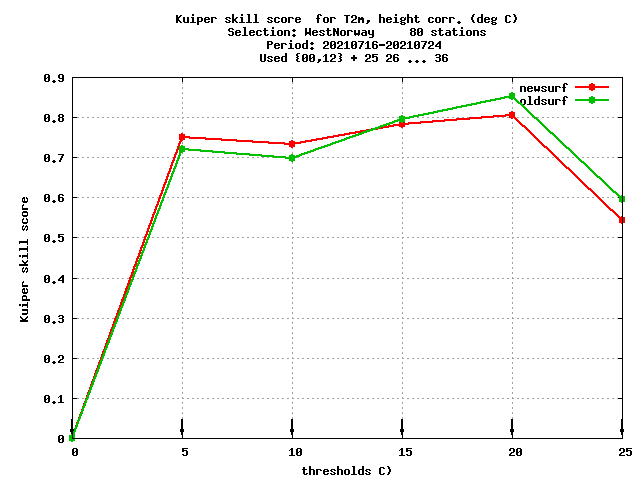 Kuiper skill score  for T2m, height corr. (deg C)
Selection: WestNorway     80 stations
Period: 20210716-20210724
Used {00,12} + 25 26 ... 36
newsurf
oldsurf
0.9
0.8
0.7
0.6
0.5
0.4
0.3
0.2
0.1
0
Kuiper skill score
0 5 10 15 20 25
thresholds C)